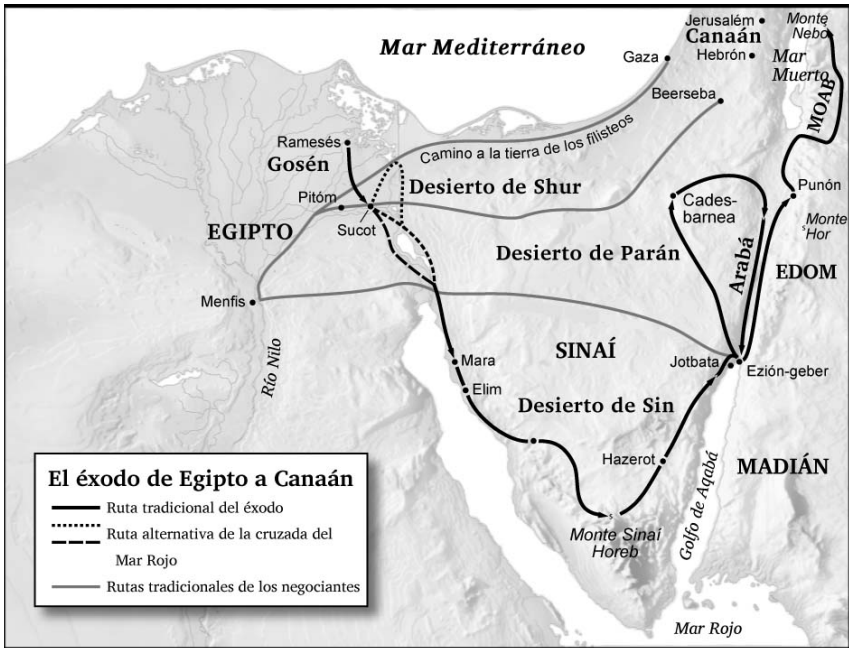 Mar Mediterráneo
Jerusalém
Canaán
Hebrón
Monte
Nebo
Mar
Muerto
Gaza
Beerseba
MOAB
Ramesés
Gosén
Camino a la tierra de los filisteos
Desierto de Shur
Pitóm
Sucot
EGIPTO
Cades-
barnea
Punón
Monte
Hor
Desierto de Parán
Arabá
EDOM
Menfis
Río Nilo
SINAÍ
Mara
Elim
Jotbata
Ezión-geber
Desierto de Sin
Hazerot
MADIÁN
Golfo de Aqabá
Monte Sinaí
Horeb
Mar Rojo
El éxodo de Egipto a Canaán
Ruta tradicional del éxodo
Ruta alternativa de la cruzada del
Mar Rojo
Rutas tradicionales de los negociantes